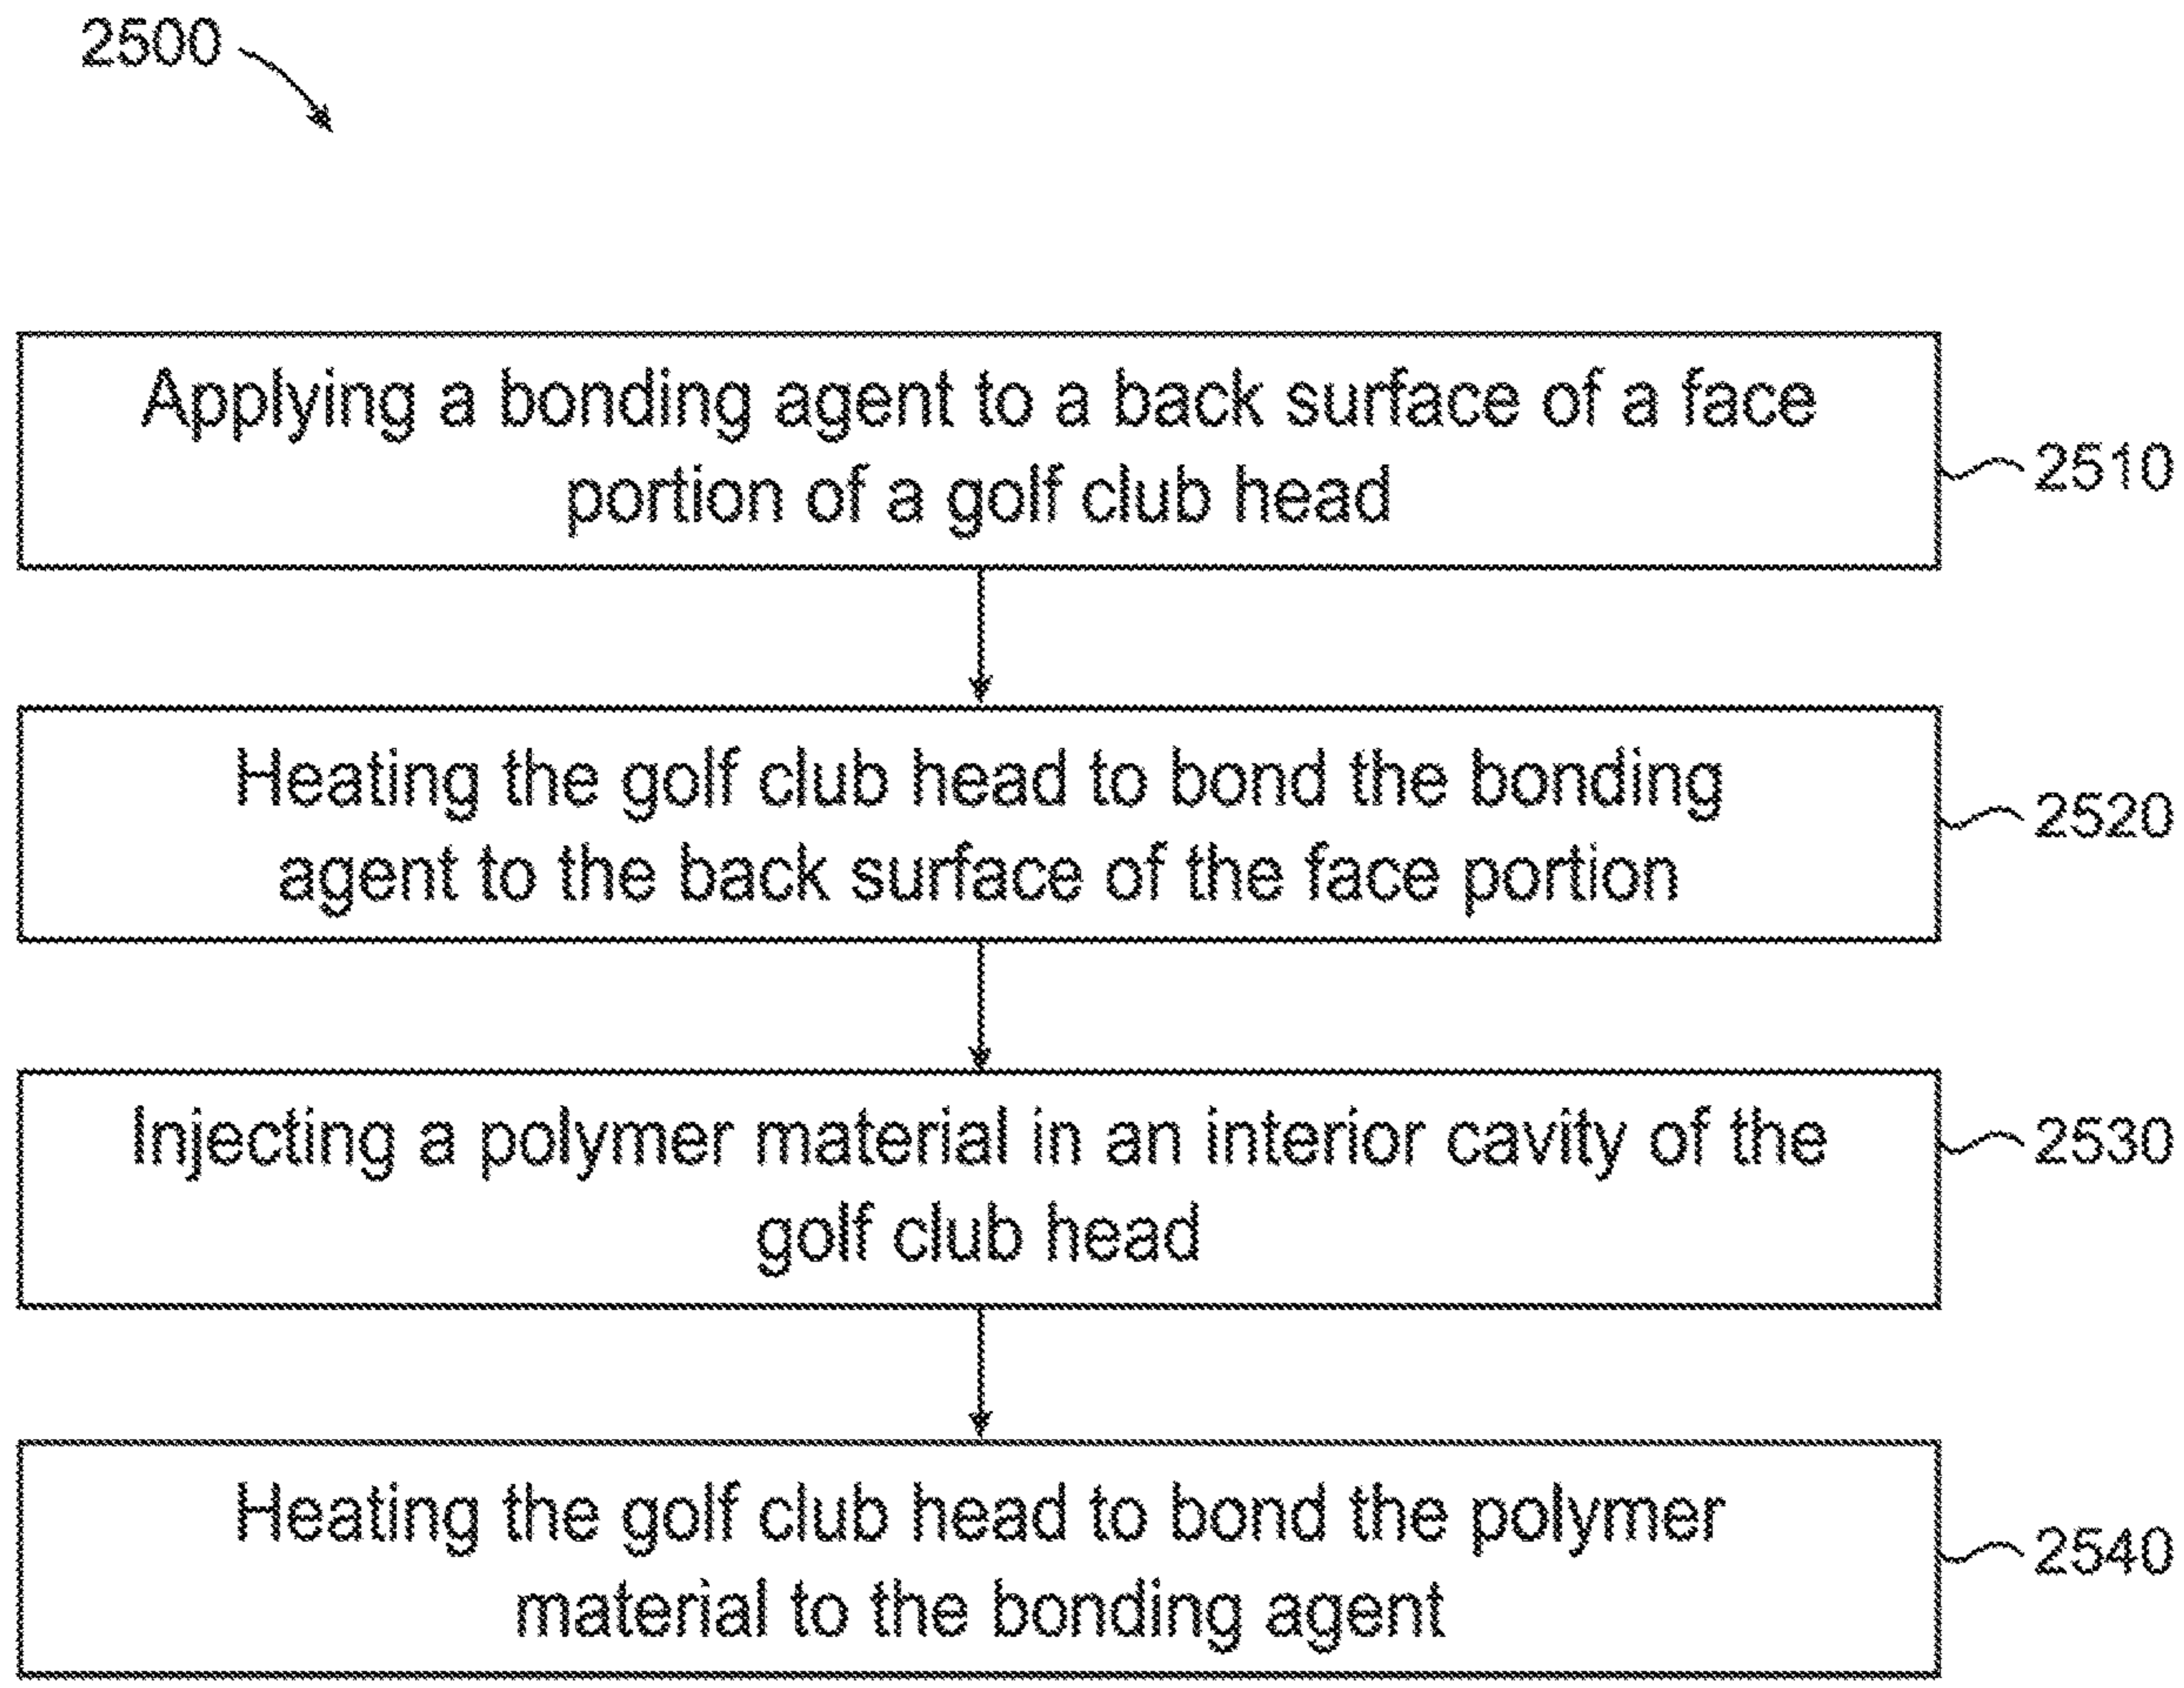 2500
Applying a bonding agent to a back surface of a face
portion of a golf club head
2510
Heating the golf club head to bond the bonding
agent to the back surface of the face portion
2520
Injecting a polymer material in an interior cavity of the
golf club head
2530
Heating the golf club head to bond the polymer
material to the bonding agent
2540